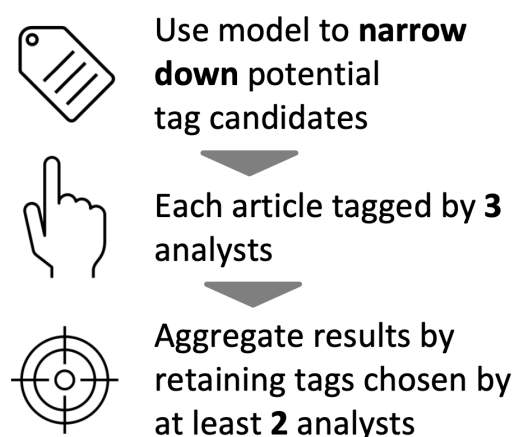 Use model to narrow
down potential
tag candidates
Each article tagged by 3
analysts
Aggregate results by
retaining tags chosen by
at least 2 analysts